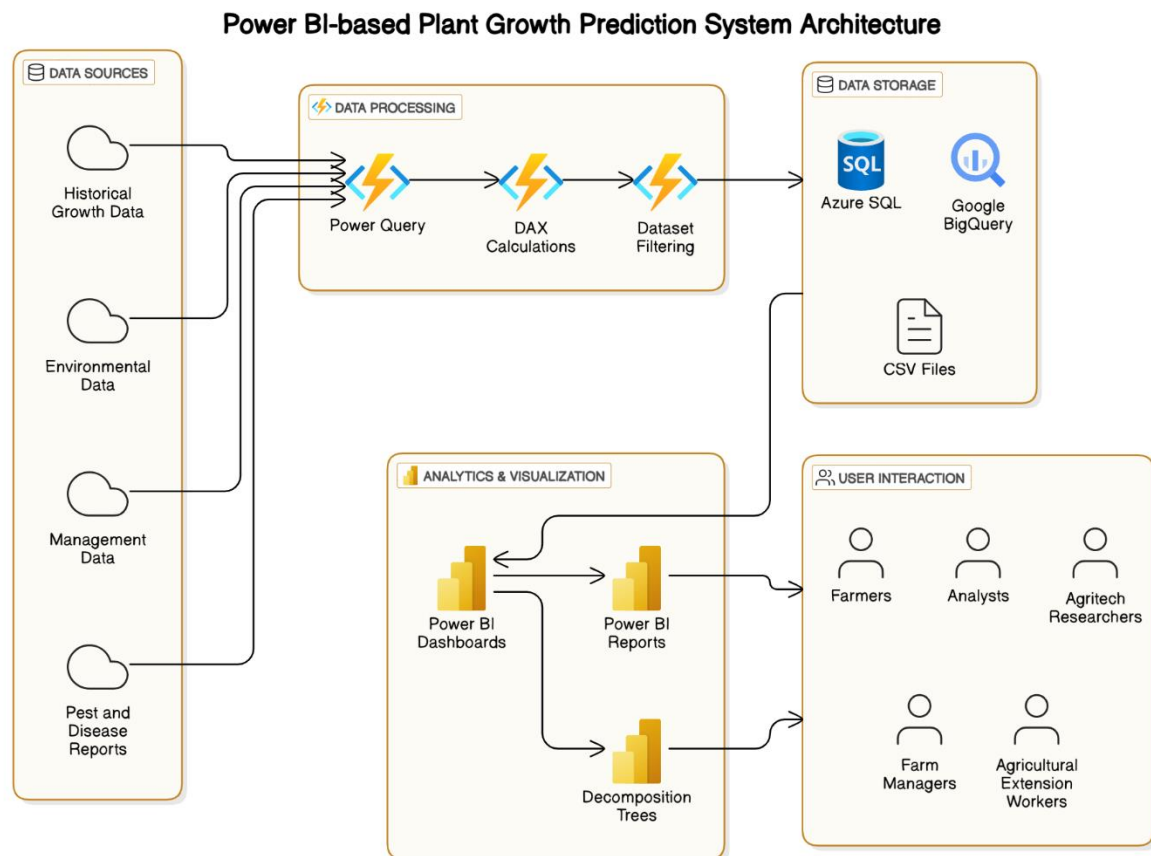 Power BI-based Plant Growth Prediction System Architecture
DATA SOURCES
Historical
Growth Data
Environmental
Data
Management
Data
Pest and
Disease
Reports
DATA PROCESSING
Power Query
DAX
Calculations
Dataset
Filtering
DATA STORAGE
SQL
Azure SQL
Google
BigQuery
CSV Files
ANALYTICS & VISUALIZATION
Power BI
Dashboards
Power BI
Reports
Decomposition
Trees
USER INTERACTION
Farmers
Analysts
Agritech
Researchers
Farm
Managers
Agricultural
Extension
Workers